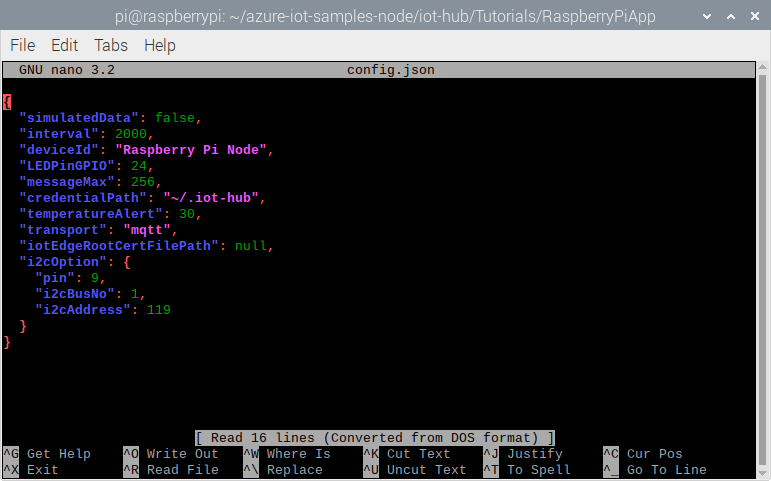 pi@raspberrypi: ~/azure-iot-samples-node/iot-hub/Tutorials/RaspberryPiApp
File Edit Tabs Help
GNU nano 3.2 config.json
{
  "simulatedData": false,
  "interval": 2000,
  "deviceId": "Raspberry Pi Node",
  "LEDPinGPIO": 24,
  "messageMax": 256,
  "credentialPath": "~/.iot-hub",
  "temperatureAlert": 30,
  "transport": "mqtt",
  "iotEdgeRootCertFilePath": null,
  "i2cOption": {
    "pin": 9,
    "i2cBusNo": 1,
    "i2cAddress": 119
  }
}
[ Read 16 lines (Converted from DOS format) ]
^G Get Help ^O Write Out ^W Where Is ^K Cut Text ^J Justify ^C Cur Pos
^X Exit ^R Read File ^\ Replace ^U Uncut Text ^T To Spell ^_ Go To Line